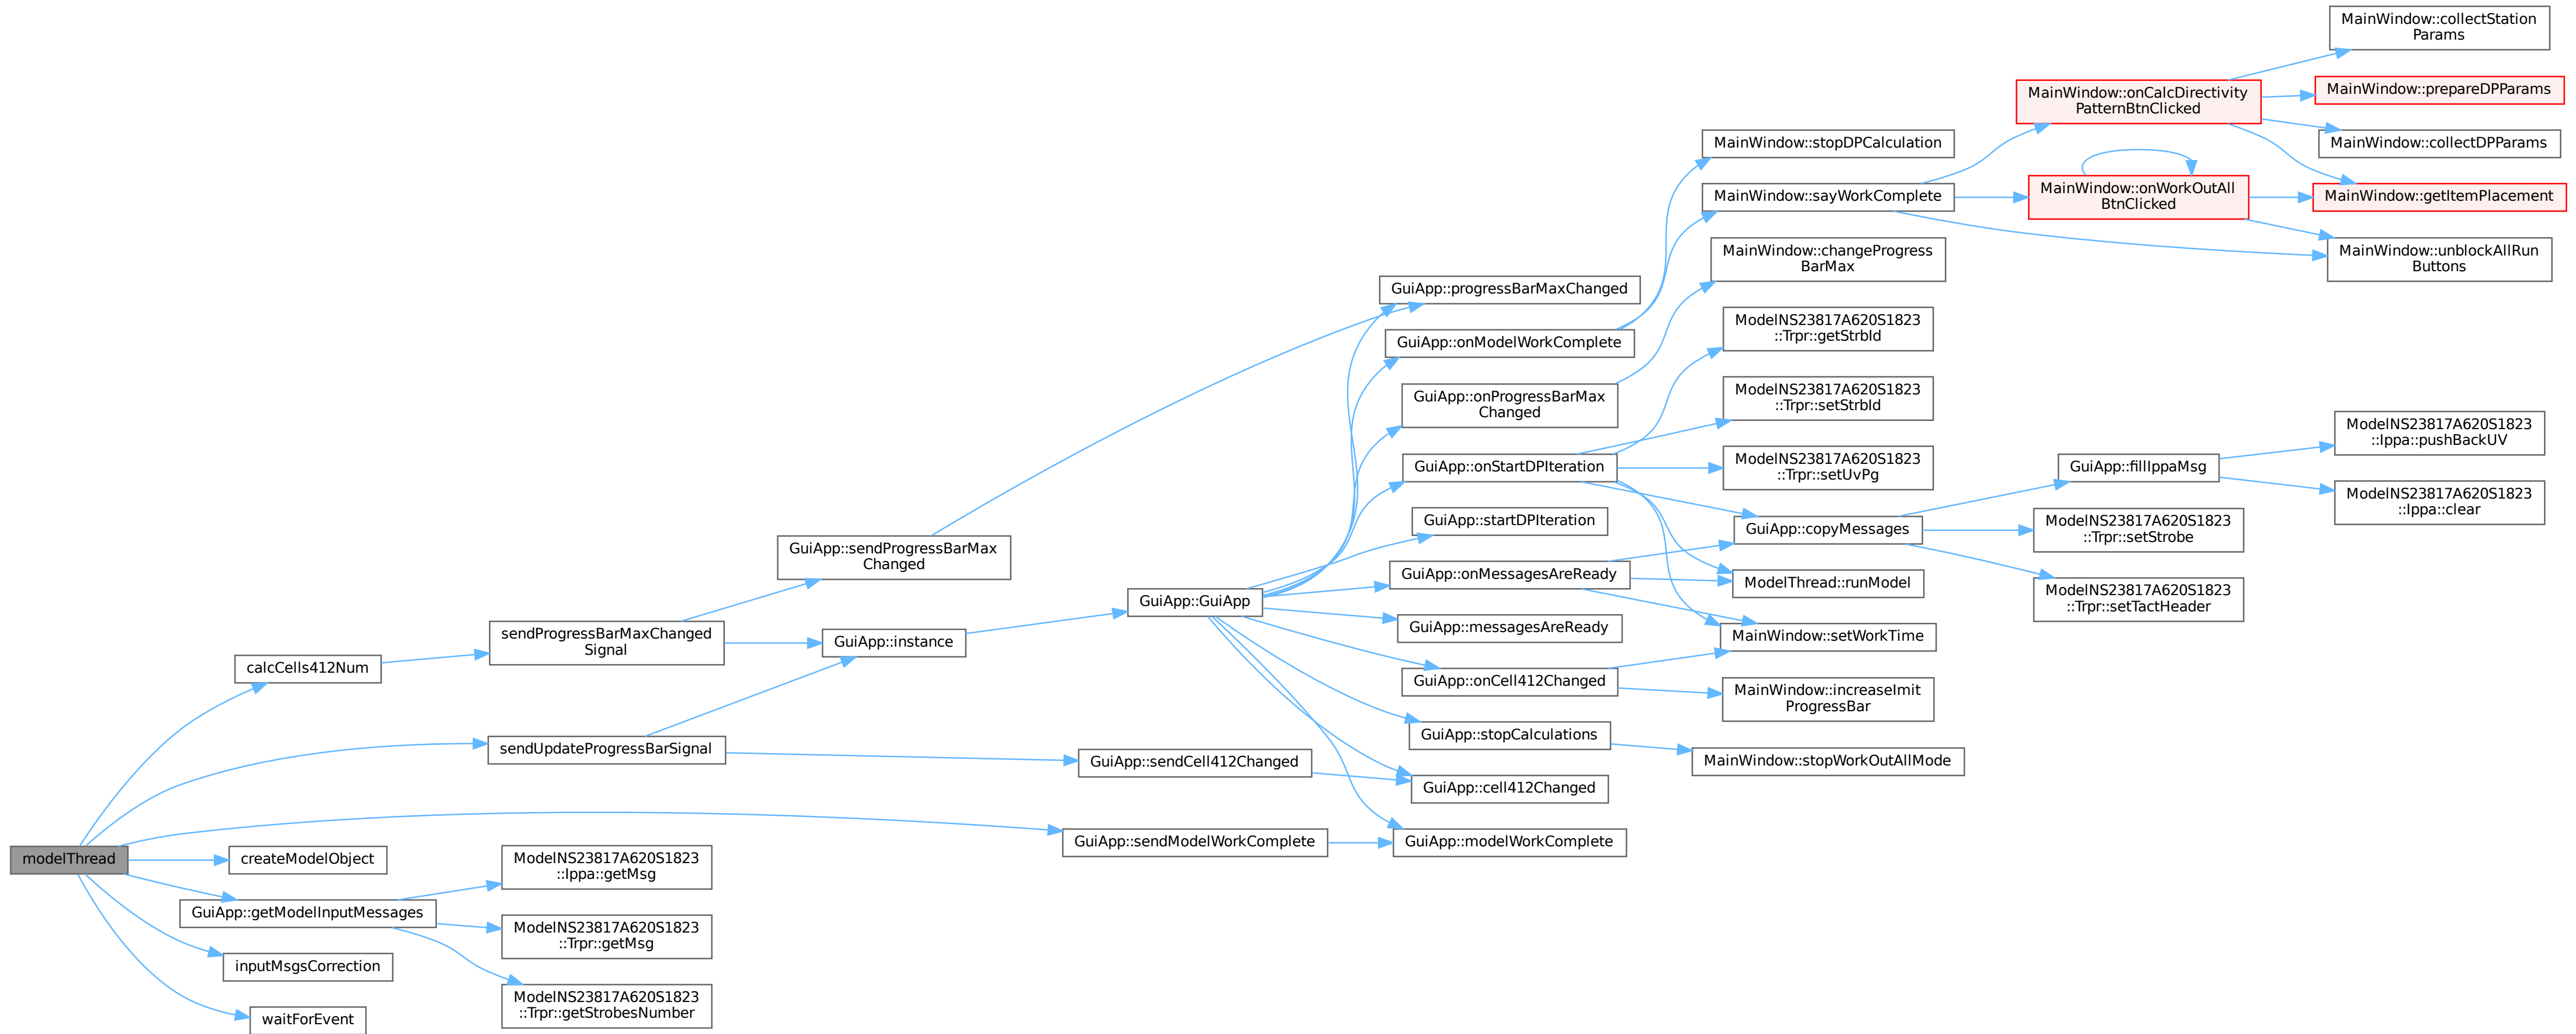 modelThread
calcCells412Num
sendUpdateProgressBarSignal
GuiApp::sendModelWorkComplete
createModelObject
GuiApp::getModelInputMessages
inputMsgsCorrection
waitForEvent
sendProgressBarMaxChanged
Signal
ModelNS23817A620S1823
::Ippa::getMsg
ModelNS23817A620S1823
::Trpr::getMsg
ModelNS23817A620S1823
::Trpr::getStrobesNumber
GuiApp::sendProgressBarMax
Changed
GuiApp::instance
GuiApp::sendCell412Changed
GuiApp::GuiApp
GuiApp::progressBarMaxChanged
GuiApp::onModelWorkComplete
GuiApp::onProgressBarMax
Changed
GuiApp::onStartDPIteration
GuiApp::startDPIteration
GuiApp::onMessagesAreReady
GuiApp::messagesAreReady
GuiApp::onCell412Changed
GuiApp::stopCalculations
GuiApp::cell412Changed
GuiApp::modelWorkComplete
MainWindow::stopDPCalculation
MainWindow::sayWorkComplete
MainWindow::changeProgress
BarMax
ModelNS23817A620S1823
::Trpr::getStrbId
ModelNS23817A620S1823
::Trpr::setStrbId
ModelNS23817A620S1823
::Trpr::setUvPg
GuiApp::copyMessages
ModelThread::runModel
MainWindow::setWorkTime
MainWindow::increaseImit
ProgressBar
MainWindow::stopWorkOutAllMode
MainWindow::onCalcDirectivity
PatternBtnClicked
MainWindow::onWorkOutAll
BtnClicked
GuiApp::fillIppaMsg
ModelNS23817A620S1823
::Trpr::setStrobe
ModelNS23817A620S1823
::Trpr::setTactHeader
MainWindow::collectStation
Params
MainWindow::prepareDPParams
MainWindow::collectDPParams
MainWindow::getItemPlacement
MainWindow::unblockAllRun
Buttons
ModelNS23817A620S1823
::Ippa::pushBackUV
ModelNS23817A620S1823
::Ippa::clear